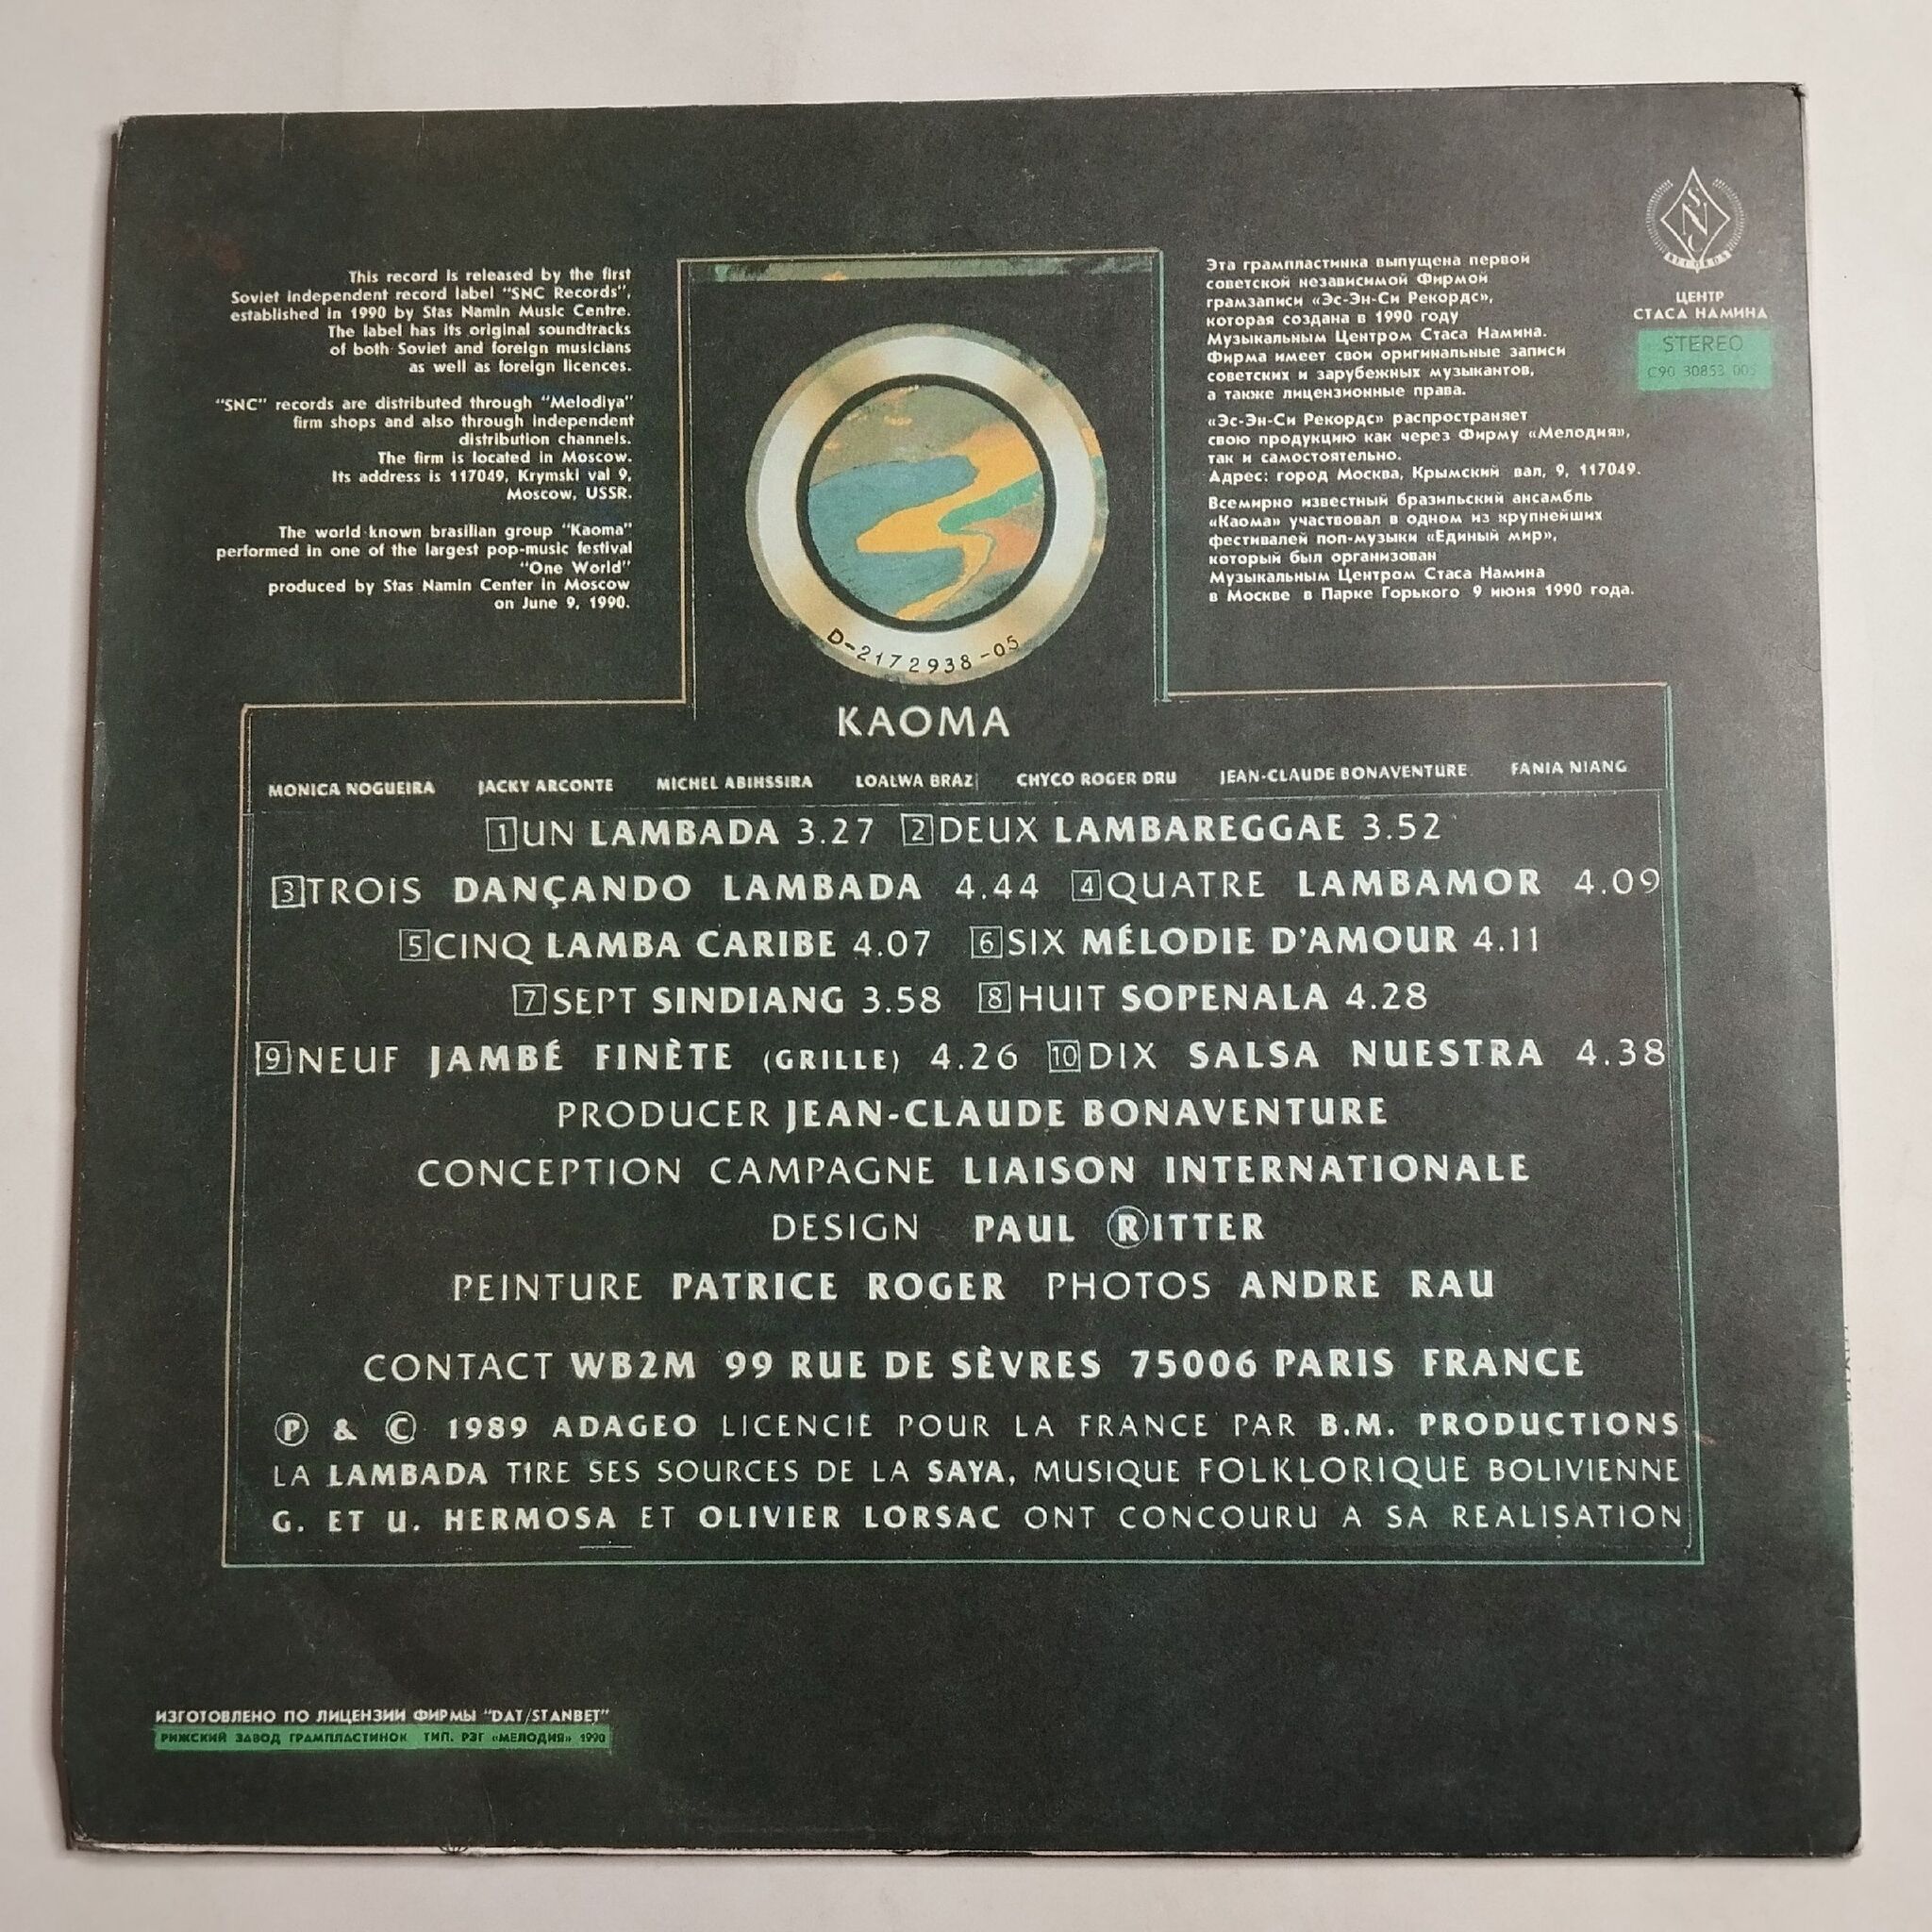 This record is released by the first
Soviet independent record label "SNC Records",
established in 1990 by Stas Namin Music Centre.
The label has its original soundtracks
of both Soviet and foreign musicians
as well as foreign licences.
"SNC" records are distributed through "Melodiya"
firm shops and also through independent
distribution channels.
The firm is located in Moscow.
Its address is 117049, Krymski val 9,
Moscow, USSR.
The world known brasilian group "Kaoma"
performed in one of the largest pop-music festival
"One World"
produced by Stas Namin Center in Moscow
on June 9, 1990.
D-2172938-05
Эта грампластинка выпущена первой
советской независимой Фирмой
грамзаписи «Эс-Эн-Си Рекордс»,
которая создана в 1990 году
Музыкальным Центром Стаса Намина.
Фирма имеет свои оригинальные записи
советских и зарубежных музыкантов,
а также лицензионные права.
«Эс-Эн-Си Рекордс» распространяет
свою продукцию как через Фирму «Мелодия»,
так и самостоятельно.
Адрес: город Москва, Крымский вал, 9, 117049.
Всемирно известный бразильский ансамбль
«Каома» участвовал в одном из крупнейших
фестивалей поп-музыки «Единый мир»,
который был организован
Музыкальным Центром Стаса Намина
в Москве в Парке Горького 9 июня 1990 года.
SNC
RECORDS
ЦЕНТР
СТАСА НАМИНА
STEREO
С90 30853 005
KAOMA
MONICA NOGUEIRA JACKY ARCONTE MICHEL ABIHSSIRA LOALWA BRAZ CHYCO ROGER DRU JEAN-CLAUDE BONAVENTURE FANIA NIANG
1 UN LAMBADA 3.27 2 DEUX LAMBAREGGAE 3.52
3 TROIS DANÇANDO LAMBADA 4.44 4 QUATRE LAMBAMOR 4.09
5 CINQ LAMBA CARIBE 4.07 6 SIX MÉLODIE D'AMOUR 4.11
7 SEPT SINDIANG 3.58 8 HUIT SOPENALA 4.28
9 NEUF JAMBÉ FINÈTE (GRILLE) 4.26 10 DIX SALSA NUESTRA 4.38
PRODUCER JEAN-CLAUDE BONAVENTURE
CONCEPTION CAMPAGNE LIAISON INTERNATIONALE
DESIGN PAUL ®ITTER
PEINTURE PATRICE ROGER PHOTOS ANDRE RAU
CONTACT WB2M 99 RUE DE SÈVRES 75006 PARIS FRANCE
℗ & © 1989 ADAGEO LICENCIE POUR LA FRANCE PAR B.M. PRODUCTIONS
LA LAMBADA TIRE SES SOURCES DE LA SAYA, MUSIQUE FOLKLORIQUE BOLIVIENNE
G. ET U. HERMOSA ET OLIVIER LORSAC ONT CONCOURU A SA REALISATION
ИЗГОТОВЛЕНО ПО ЛИЦЕНЗИИ ФИРМЫ "DAT/STANBET"
РИЖСКИЙ ЗАВОД ГРАМПЛАСТИНОК ТИП. РЗГ «МЕЛОДИЯ» 1990